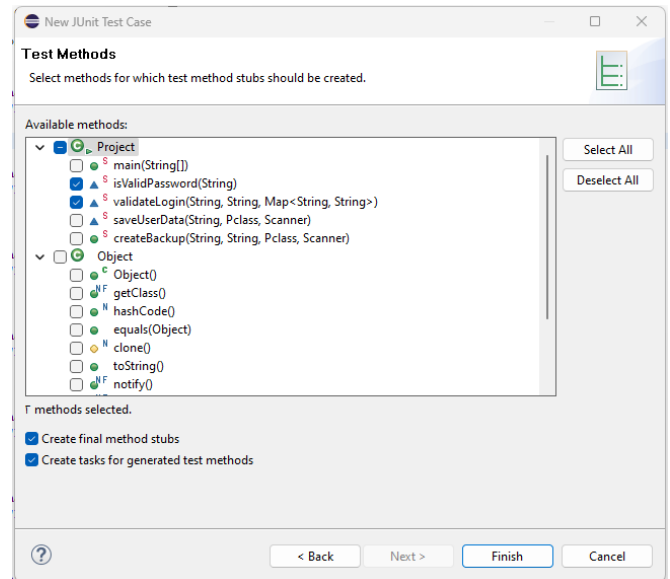 New JUnit Test Case
Test Methods
Select methods for which test method stubs should be created.
Available methods:
Project
S main(String[])
S isValidPassword(String)
S validateLogin(String, String, Map<String, String>)
S saveUserData(String, Pclass, Scanner)
S createBackup(String, String, Pclass, Scanner)
Object
C Object()
N F getClass()
N hashCode()
equals(Object)
N clone()
toString()
N F notify()
Select All
Deselect All
methods selected.
Create final method stubs
Create tasks for generated test methods
?
< Back
Next >
Finish
Cancel